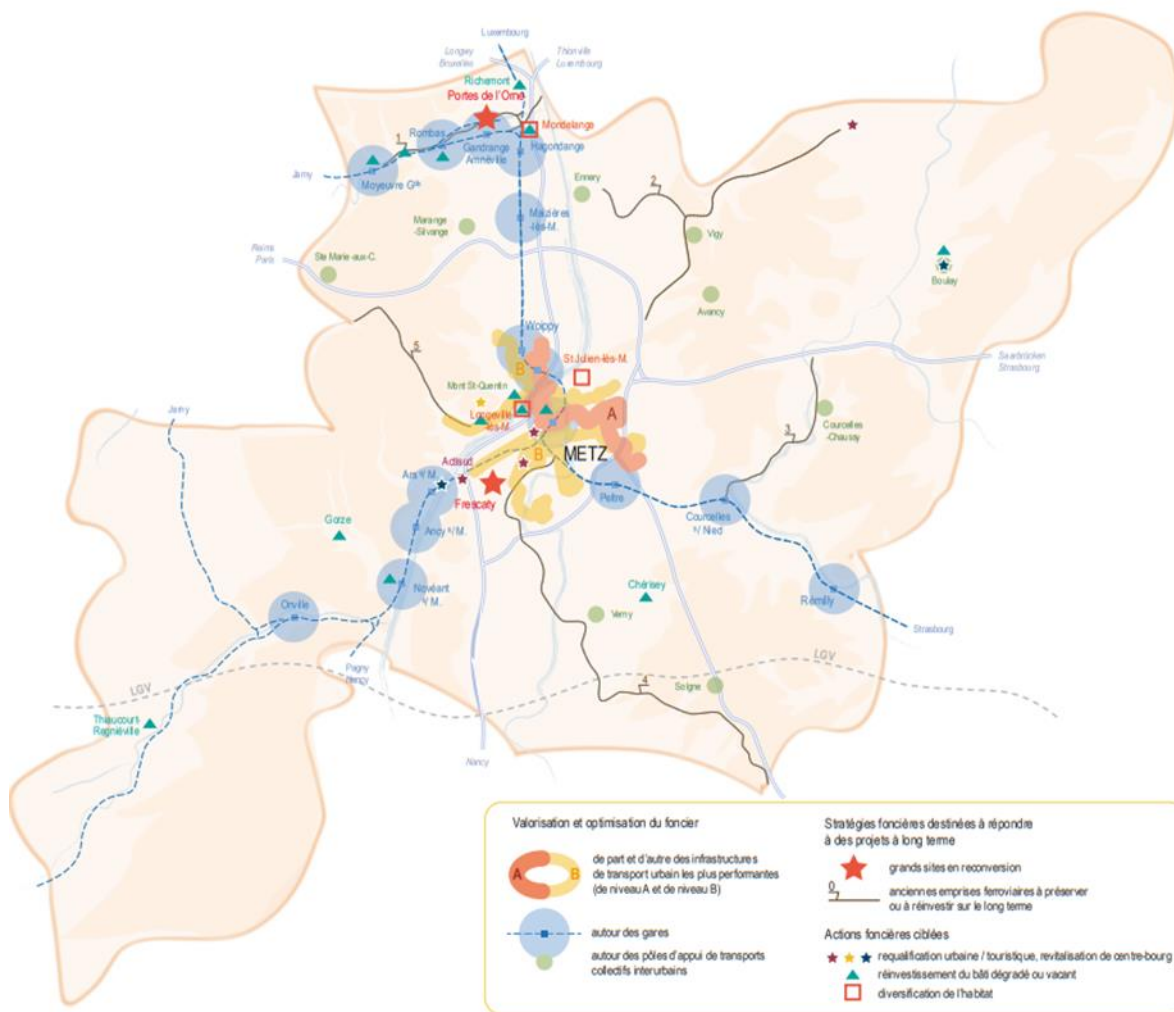 Luxembourg
Longwy
Bruxelles
Thionville
Luxembourg
Richemont
Portes de l'Orne
Mondelange
Rombas
1
Gandrange
Amnéville
Hagondange
Jarny
Moyeuvre Gde
Ennery
2
Maizières
-lès-M.
Marange
-Silvange
Vigy
Reims
Paris
Ste Marie-aux-C.
Boulay
Avancy
Woippy
5
B
St Julien-lès-M.
Saarbrücken
Strasbourg
Mont St-Quentin
Jarny
Longeville
-lès-M.
A
Courcelles
-Chaussy
3
B
METZ
Actisud
Ars s/ M.
Frescaty
Peltre
Gorze
Ancy s/ M.
Courcelles
s/ Nied
Novéant
s/ M.
Chérisey
Rémilly
Onville
Verny
Strasbourg
Pagny
Nancy
LGV
LGV
4
Solgne
Thiaucourt-
Regniéville
Nancy
Valorisation et optimisation du foncier
A
B
de part et d'autre des infrastructures
de transport urbain les plus performantes
(de niveau A et de niveau B)
autour des gares
autour des pôles d'appui de transports
collectifs interurbains
Stratégies foncières destinées à répondre
à des projets à long terme
grands sites en reconversion
0
anciennes emprises ferroviaires à préserver
ou à réinvestir sur le long terme
Actions foncières ciblées
requalification urbaine / touristique, revitalisation de centre-bourg
réinvestissement du bâti dégradé ou vacant
diversification de l'habitat